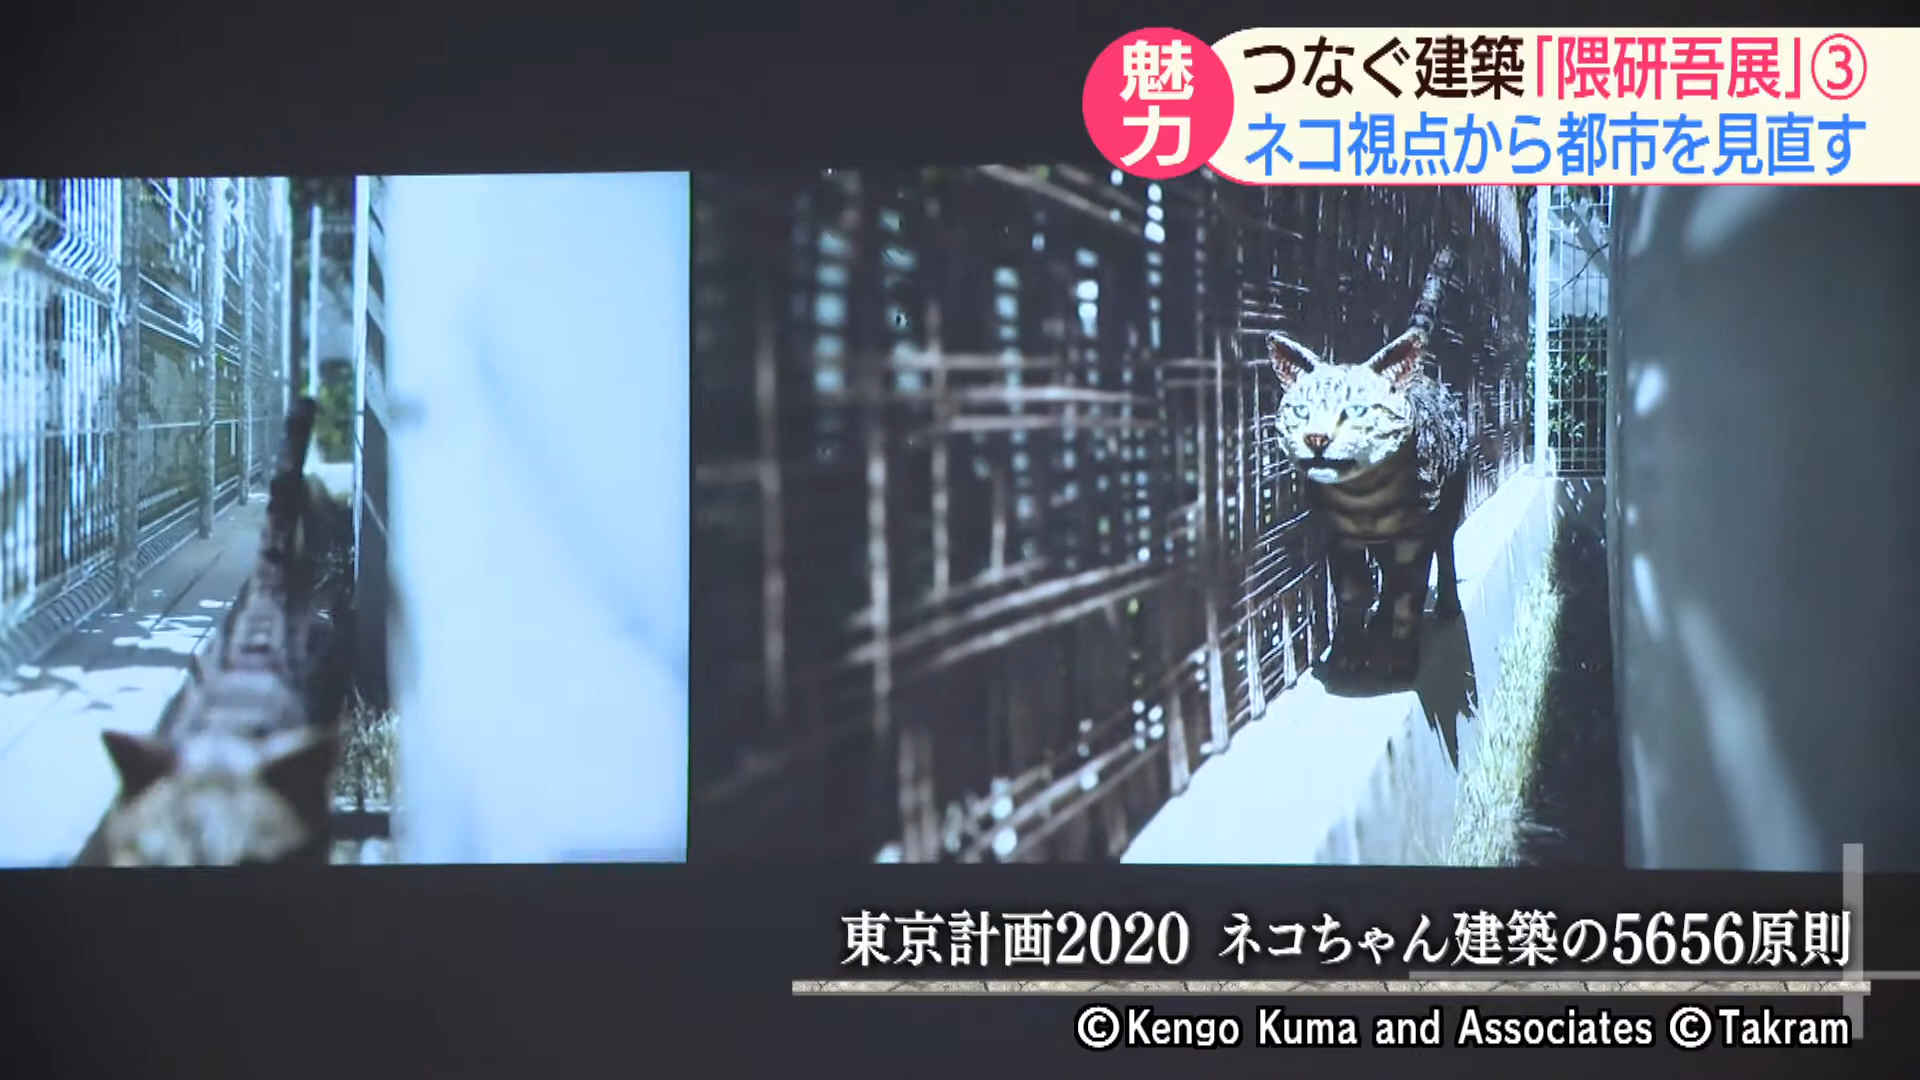 魅力
つなぐ建築「隈研吾展」③
ネコ視点から都市を見直す
東京計画2020 ネコちゃん建築の5656原則
©Kengo Kuma and Associates ©Takram